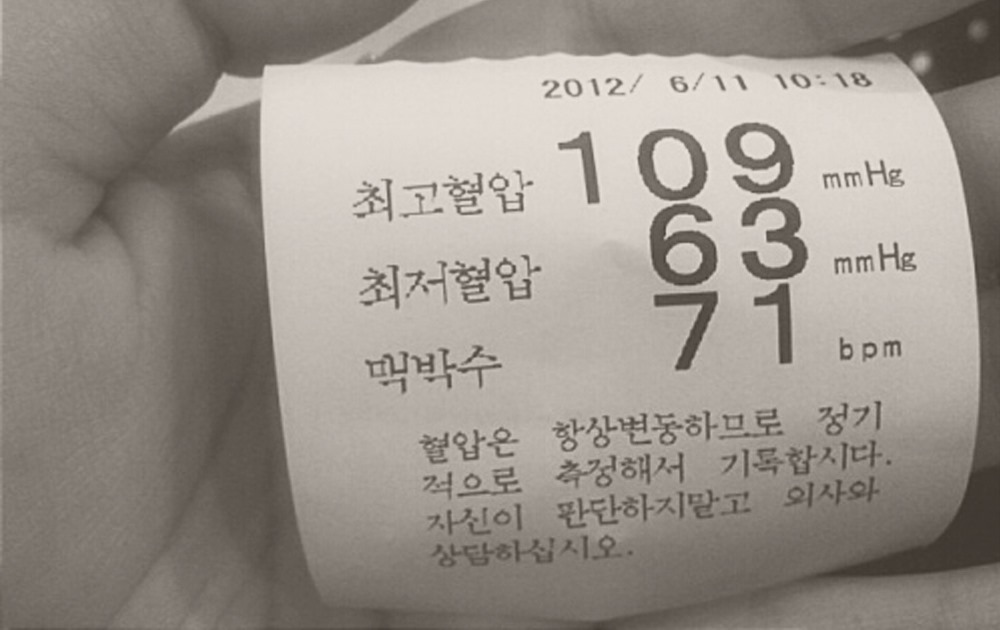 2012/ 6/11 10:18
최고혈압 109 mmHg
최저혈압 63 mmHg
맥박수 71 bpm
혈압은 항상변동하므로 정기
적으로 측정해서 기록합시다.
자신이 판단하지말고 의사와
상담하십시오.